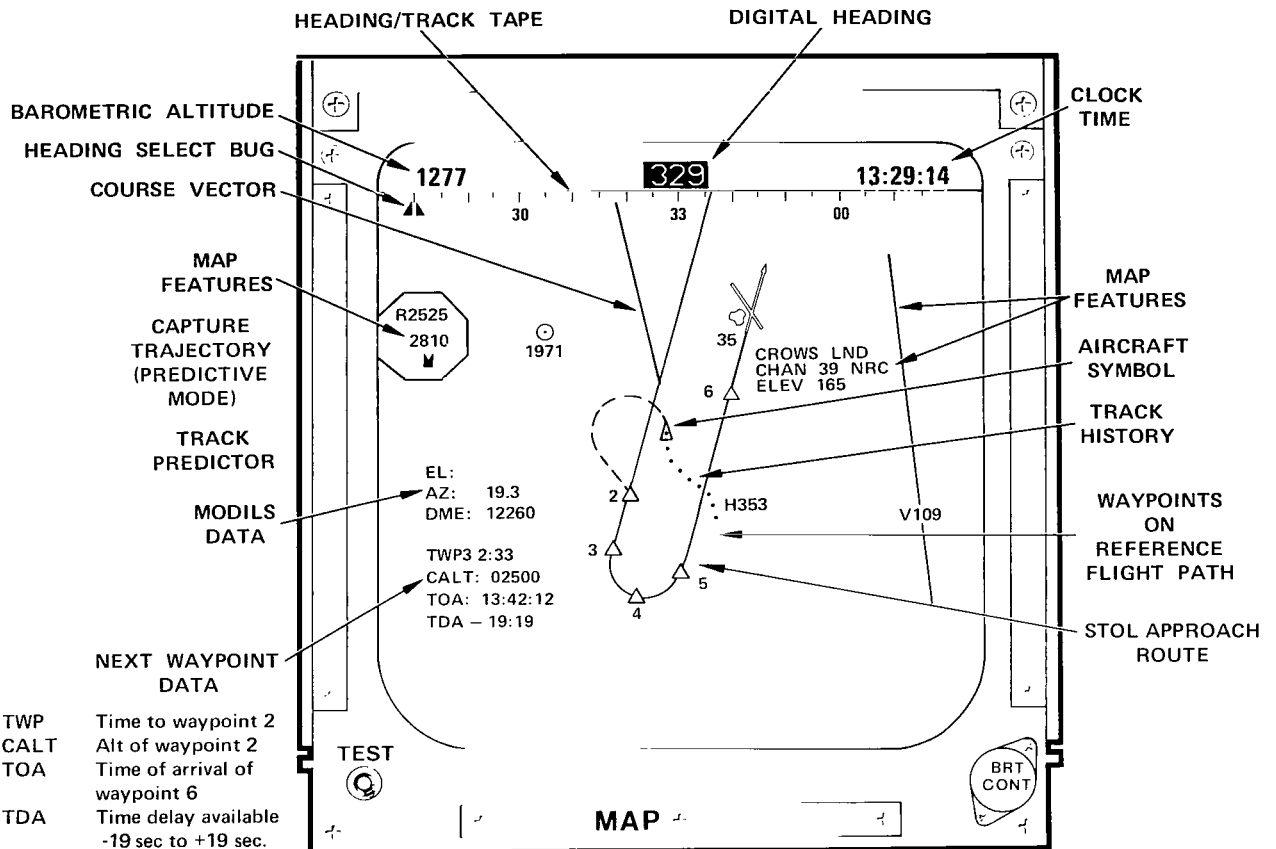 HEADING/TRACK TAPE
DIGITAL HEADING
BAROMETRIC ALTITUDE
HEADING SELECT BUG
COURSE VECTOR
MAP
FEATURES
CAPTURE
TRAJECTORY
(PREDICTIVE
MODE)
TRACK
PREDICTOR
MODILS
DATA
NEXT WAYPOINT
DATA
TWP Time to waypoint 2
CALT Alt of waypoint 2
TOA Time of arrival of
waypoint 6
TDA Time delay available
-19 sec to +19 sec.
1277
329
13:29:14
30
33
00
R2525
2810
1971
35
CROWS LND
CHAN 39 NRC
ELEV 165
6
EL:
AZ: 19.3
DME: 12260
2
H353
V109
3
TWP3 2:33
CALT: 02500
TOA: 13:42:12
TDA – 19:19
5
4
CLOCK
TIME
MAP
FEATURES
AIRCRAFT
SYMBOL
TRACK
HISTORY
WAYPOINTS
ON
REFERENCE
FLIGHT PATH
STOL APPROACH
ROUTE
TEST
MAP
BRT
CONT